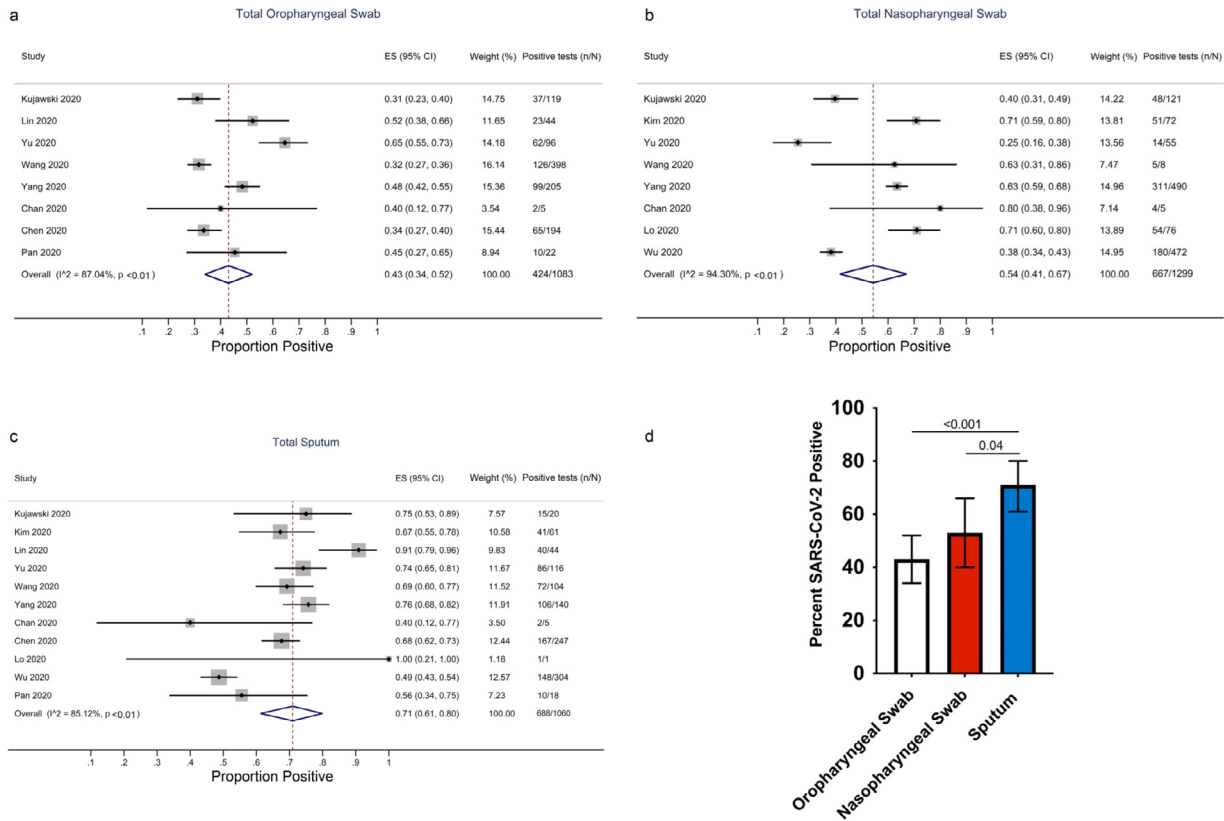 a
Total Oropharyngeal Swab
Study ES (95% CI) Weight (%) Positive tests (n/N)
Kujawski 2020 0.31 (0.23, 0.40) 14.75 37/119
Lin 2020 0.52 (0.38, 0.66) 11.65 23/44
Yu 2020 0.65 (0.55, 0.73) 14.18 62/96
Wang 2020 0.32 (0.27, 0.36) 16.14 126/398
Yang 2020 0.48 (0.42, 0.55) 15.36 99/205
Chan 2020 0.40 (0.12, 0.77) 3.54 2/5
Chen 2020 0.34 (0.27, 0.40) 15.44 65/194
Pan 2020 0.45 (0.27, 0.65) 8.94 10/22
Overall (I^2 = 87.04%, p <0.01) 0.43 (0.34, 0.52) 100.00 424/1083
.1 .2 .3 .4 .5 .6 .7 .8 .9 1
Proportion Positive
b
Total Nasopharyngeal Swab
Study ES (95% CI) Weight (%) Positive tests (n/N)
Kujawski 2020 0.40 (0.31, 0.49) 14.22 48/121
Kim 2020 0.71 (0.59, 0.80) 13.81 51/72
Yu 2020 0.25 (0.16, 0.38) 13.56 14/55
Wang 2020 0.63 (0.31, 0.86) 7.47 5/8
Yang 2020 0.63 (0.59, 0.68) 14.96 311/490
Chan 2020 0.80 (0.38, 0.96) 7.14 4/5
Lo 2020 0.71 (0.60, 0.80) 13.89 54/76
Wu 2020 0.38 (0.34, 0.43) 14.95 180/472
Overall (I^2 = 94.30%, p <0.01) 0.54 (0.41, 0.67) 100.00 667/1299
.1 .2 .3 .4 .5 .6 .7 .8 .9 1
Proportion Positive
c
Total Sputum
Study ES (95% CI) Weight (%) Positive tests (n/N)
Kujawski 2020 0.75 (0.53, 0.89) 7.57 15/20
Kim 2020 0.67 (0.55, 0.78) 10.58 41/61
Lin 2020 0.91 (0.79, 0.96) 9.83 40/44
Yu 2020 0.74 (0.65, 0.81) 11.67 86/116
Wang 2020 0.69 (0.60, 0.77) 11.52 72/104
Yang 2020 0.76 (0.68, 0.82) 11.91 106/140
Chan 2020 0.40 (0.12, 0.77) 3.50 2/5
Chen 2020 0.68 (0.62, 0.73) 12.44 167/247
Lo 2020 1.00 (0.21, 1.00) 1.18 1/1
Wu 2020 0.49 (0.43, 0.54) 12.57 148/304
Pan 2020 0.56 (0.34, 0.75) 7.23 10/18
Overall (I^2 = 85.12%, p <0.01) 0.71 (0.61, 0.80) 100.00 688/1060
.1 .2 .3 .4 .5 .6 .7 .8 .9 1
Proportion Positive
d
Percent SARS-CoV-2 Positive
100
80
60
40
20
0
<0.001
0.04
Oropharyngeal Swab
Nasopharyngeal Swab
Sputum